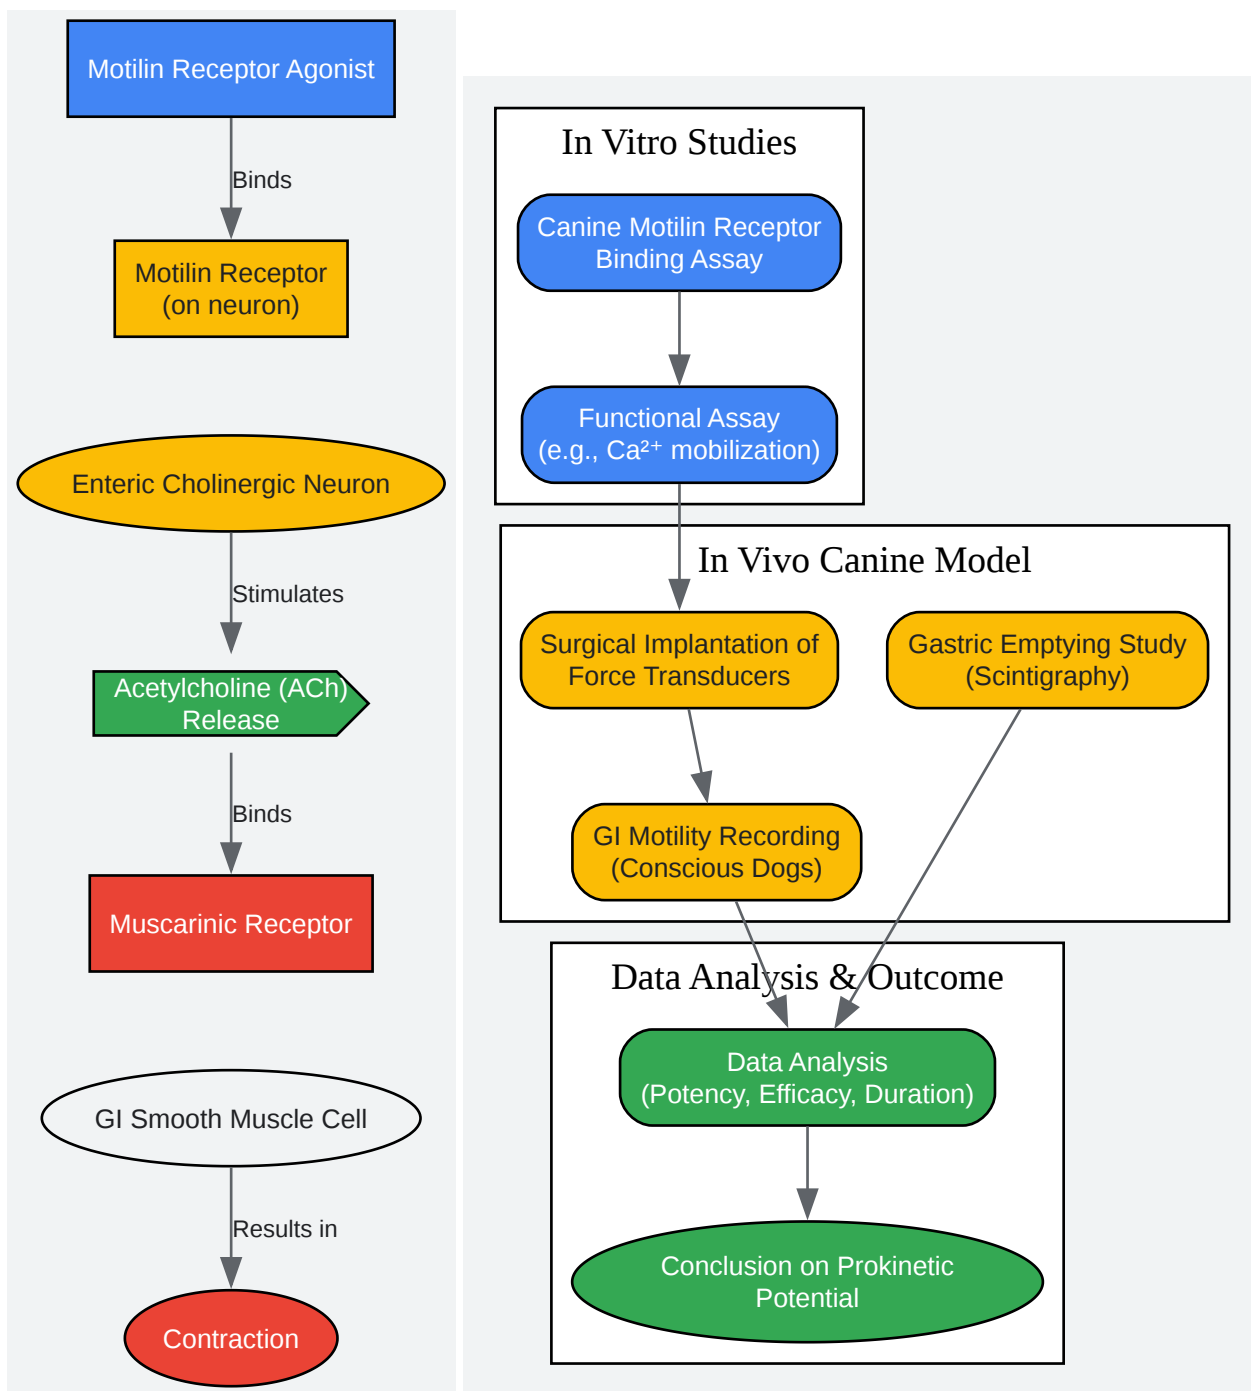 Motilin Receptor Agonist
Binds
Motilin Receptor
(on neuron)
Enteric Cholinergic Neuron
Stimulates
Acetylcholine (ACh)
Release
Binds
Muscarinic Receptor
GI Smooth Muscle Cell
Results in
Contraction
In Vitro Studies
Canine Motilin Receptor
Binding Assay
Functional Assay
(e.g., Ca²⁺ mobilization)
In Vivo Canine Model
Surgical Implantation of
Force Transducers
Gastric Emptying Study
(Scintigraphy)
GI Motility Recording
(Conscious Dogs)
Data Analysis & Outcome
Data Analysis
(Potency, Efficacy, Duration)
Conclusion on Prokinetic
Potential